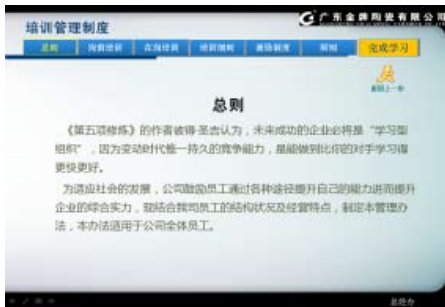 广东金牌陶瓷有限公司
培训管理制度
总则 岗前培训 在岗培训 培训细则 激励制度 附则 完成学习
返回上一步
总则
《第五项修炼》的作者彼得·圣吉认为，未来成功的企业必将是“学习型
组织”，因为变动时代惟一持久的竞争能力，是能做到比你的对手学习得
更快更好。
为适应社会的发展，公司鼓励员工通过各种途径提升自己的能力进而提升
企业的综合实力，现结合我司员工的结构状况及经营特点，制定本管理办
法，本办法适用于公司全体员工。
总经办